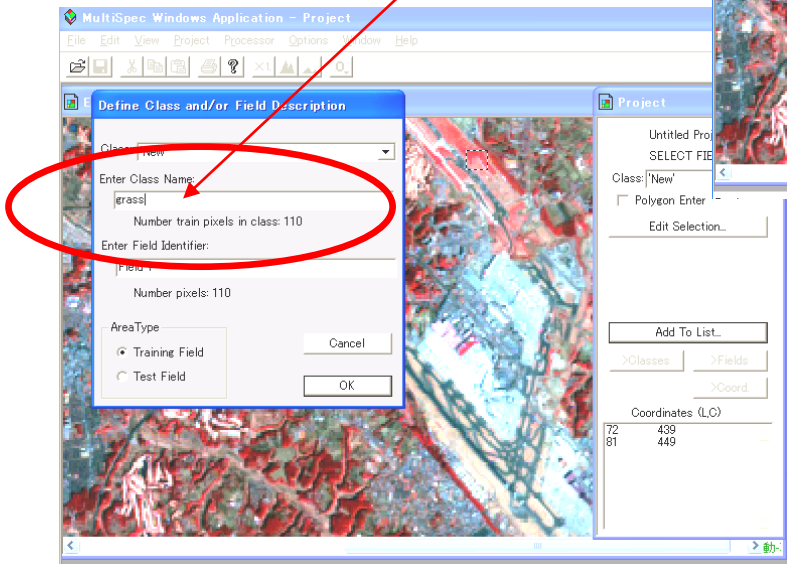 MultiSpec Windows Application - Project
File Edit View Project Processor Options Window Help
×1
Define Class and/or Field Description
Class: New
Enter Class Name:
grass
Number train pixels in class: 110
Enter Field Identifier:
Field 1
Number pixels: 110
AreaType
Training Field
Test Field
Cancel
OK
Project
Untitled
SELECT
Class: 'New'
Polygon Enter
Edit Selection...
Add To List...
>Classes >Fields
>Coord.
Coordinates (L,C)
72 439
81 449